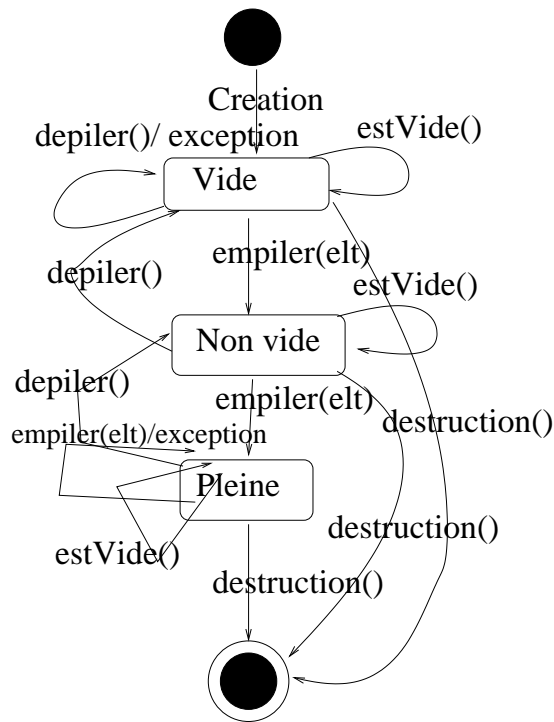 Creation
depiler()/ exception
estVide()
Vide
empiler(elt)
depiler()
estVide()
Non vide
depiler()
empiler(elt)
destruction()
empiler(elt)/exception
Pleine
destruction()
estVide()
destruction()